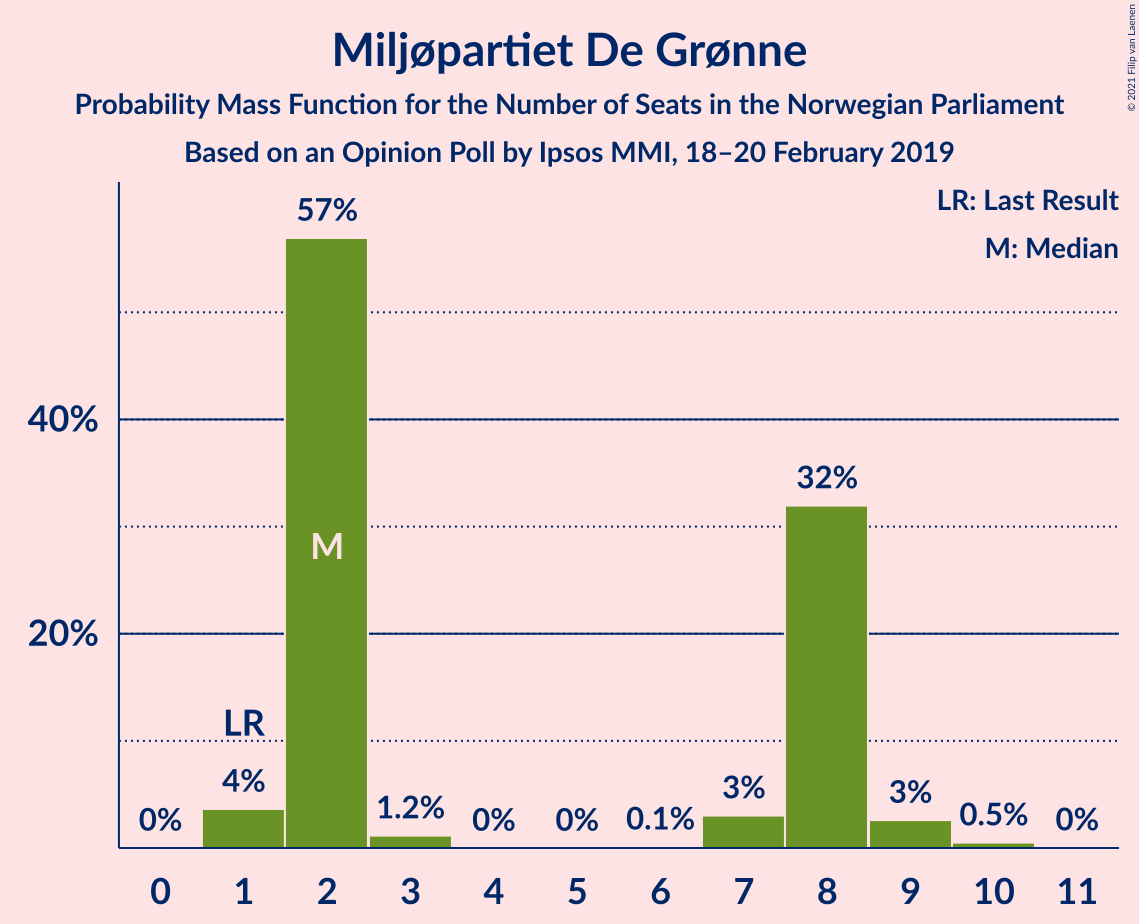 Miljøpartiet De Grønne
Probability Mass Function for the Number of Seats in the Norwegian Parliament
Based on an Opinion Poll by Ipsos MMI, 18–20 February 2019
© 2021 Filip van Laenen
LR: Last Result
M: Median
57%
40%
32%
M
20%
LR
4%
3%
3%
0%
1.2%
0%
0%
0.1%
0.5%
0%
0 1 2 3 4 5 6 7 8 9 10 11